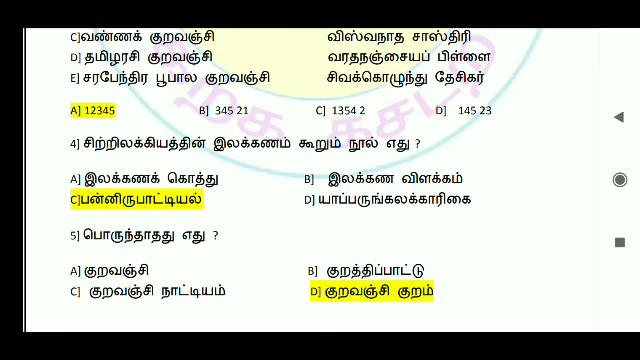 C]வண்ணக் குறவஞ்சி விஸ்வநாத சாஸ்திரி
D] தமிழரசி குறவஞ்சி வரதநஞ்சையப் பிள்ளை
E] சரபேந்திர பூபால குறவஞ்சி சிவக்கொழுந்து தேசிகர்
A] 12345 B] 345 21 C] 1354 2 D] 145 23
4] சிற்றிலக்கியத்தின் இலக்கணம் கூறும் நூல் எது ?
A] இலக்கணக் கொத்து B] இலக்கண விளக்கம்
C]பன்னிருபாட்டியல் D] யாப்பருங்கலக்காரிகை
5] பொருந்தாதது எது ?
A] குறவஞ்சி B] குறத்திப்பாட்டு
C] குறவஞ்சி நாட்டியம் D] குறவஞ்சி குறம்